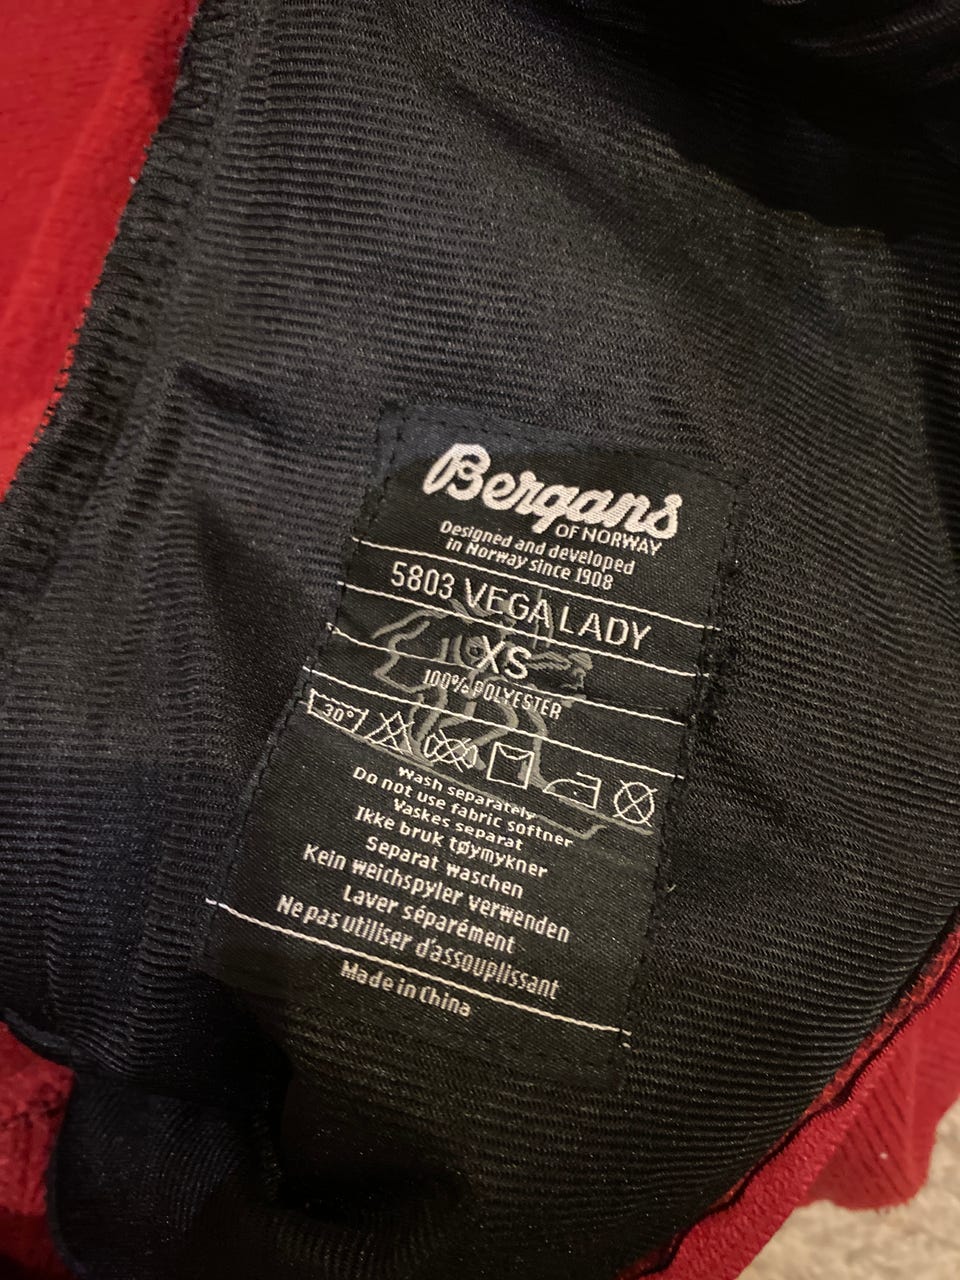 Bergans
OF NORWAY
Designed and developed
in Norway since 1908
5803 VEGA LADY
XS
100% POLYESTER
30°
Wash separately
Do not use fabric softner
Vaskes separat
Ikke bruk tøymykner
Separat waschen
Kein weichspyler verwenden
Laver séparément
Ne pas utiliser d'assouplissant
Made in China